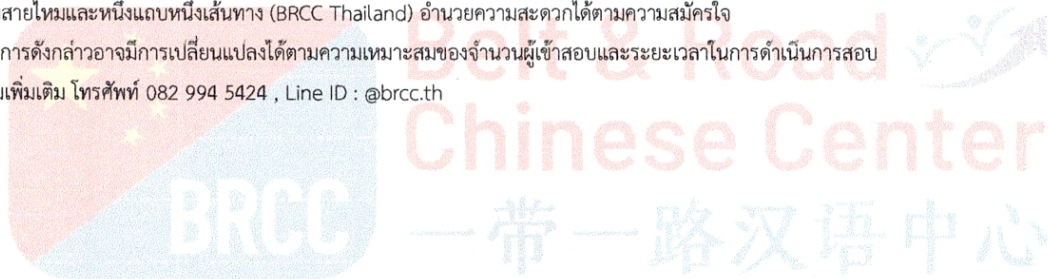 สายไหมและหนึ่งแถบหนึ่งเส้นทาง (BRCC Thailand) อำนวยความสะดวกได้ตามความสมัครใจ
การดังกล่าวอาจมีการเปลี่ยนแปลงได้ตามความเหมาะสมของจำนวนผู้เข้าสอบและระยะเวลาในการดำเนินการสอบ
เพิ่มเติม โทรศัพท์ 082 994 5424 , Line ID : @brcc.th
Belt & Road
Chinese Center
BRCC 一带一路汉语中心